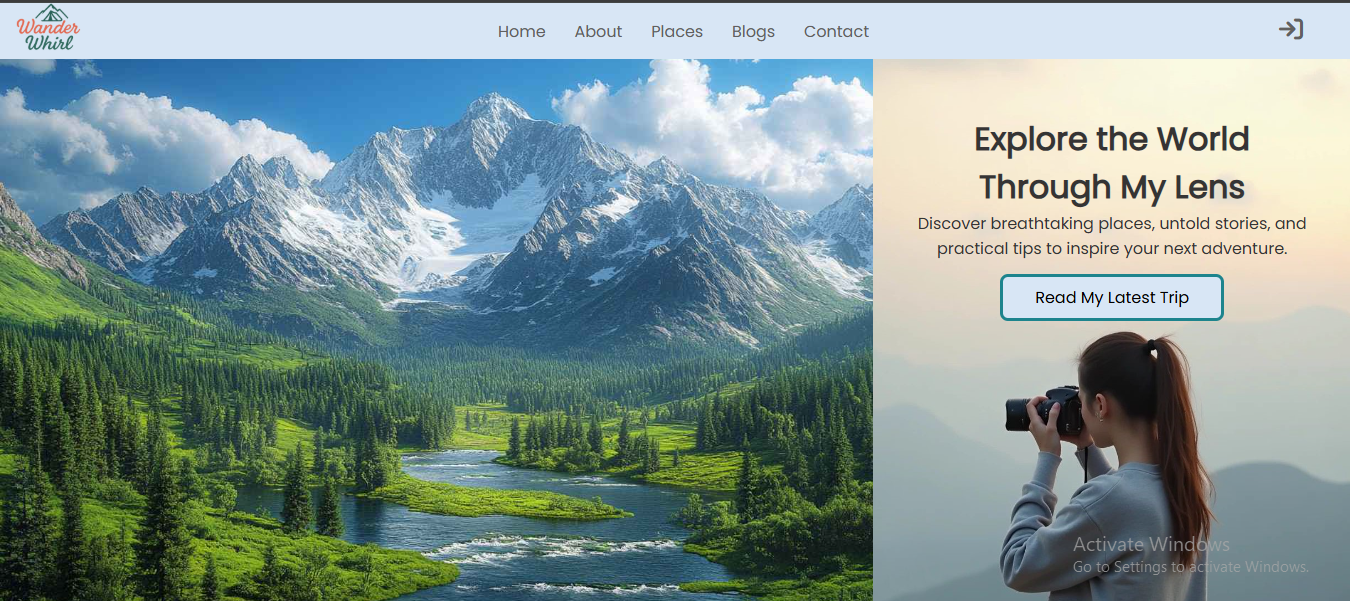 Wander
Whirl
Home About Places Blogs Contact
Explore the World
Through My Lens
Discover breathtaking places, untold stories, and
practical tips to inspire your next adventure.
Read My Latest Trip
Activate Windows
Go to Settings to activate Windows.